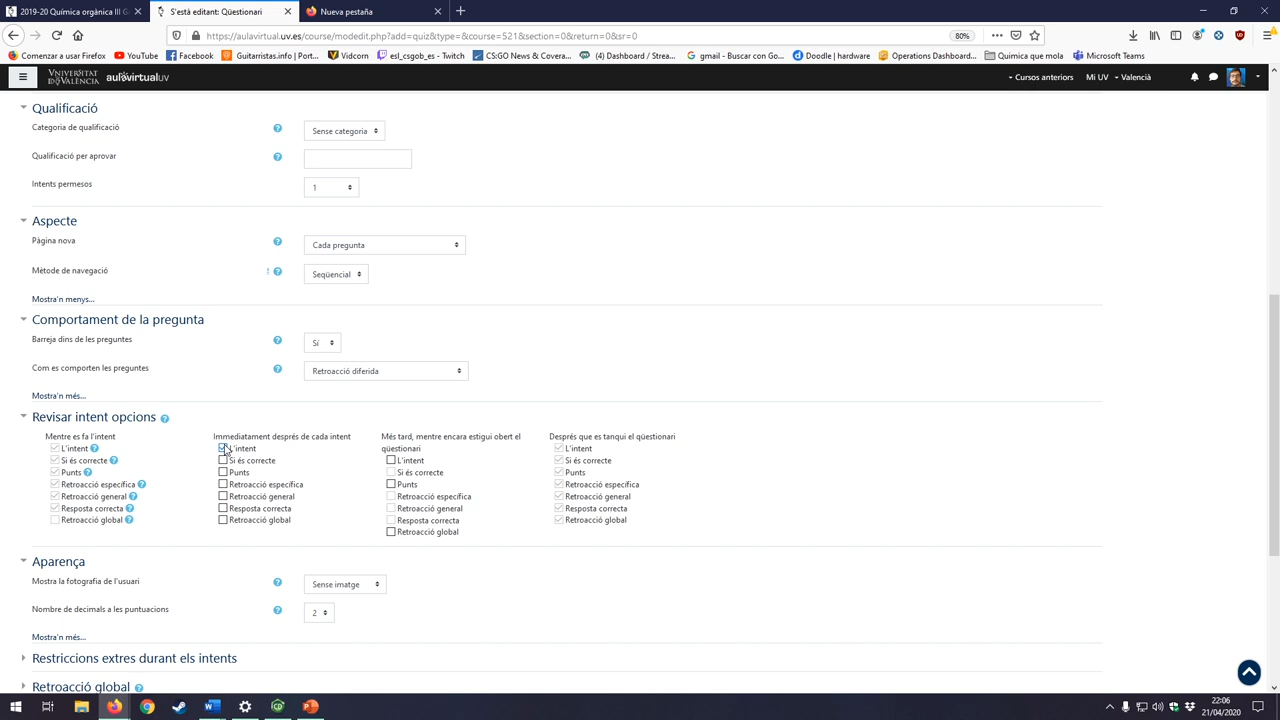 2019-20 Química orgànica III G
S'està editant: Qüestionari
Nueva pestaña
https://aulavirtual.uv.es/course/modedit.php?add=quiz&type=&course=521&section=0&return=0&sr=0
80%
Comenzar a usar Firefox
YouTube
Facebook
Guitarristas.info | Port...
Vidcorn
esl_csgob_es - Twitch
CS:GO News & Covera...
(4) Dashboard / Strea...
gmail - Buscar con Go...
Doodle | hardware
Operations Dashboard...
Quimica que mola
Microsoft Teams
VNIVERSITAT ID VALÈNCIA
aulavirtualuv
Cursos anteriors
Mi UV
Valencià
Qualificació
Categoria de qualificació
Sense categoria
Qualificació per aprovar
Intents permesos
1
Aspecte
Pàgina nova
Cada pregunta
Mètode de navegació
!
Seqüencial
Mostra'n menys...
Comportament de la pregunta
Barreja dins de les preguntes
Sí
Com es comporten les preguntes
Retroacció diferida
Mostra'n més...
Revisar intent opcions
Mentre es fa l'intent
L'intent
Si és correcte
Punts
Retroacció específica
Retroacció general
Resposta correcta
Retroacció global
Immediatament després de cada intent
L'intent
Si és correcte
Punts
Retroacció específica
Retroacció general
Resposta correcta
Retroacció global
Més tard, mentre encara estigui obert el
qüestionari
L'intent
Si és correcte
Punts
Retroacció específica
Retroacció general
Resposta correcta
Retroacció global
Després que es tanqui el qüestionari
L'intent
Si és correcte
Punts
Retroacció específica
Retroacció general
Resposta correcta
Retroacció global
Aparença
Mostra la fotografia de l'usuari
Sense imatge
Nombre de decimals a les puntuacions
2
Mostra'n més...
Restriccions extres durant els intents
Retroacció global
22:06
21/04/2020